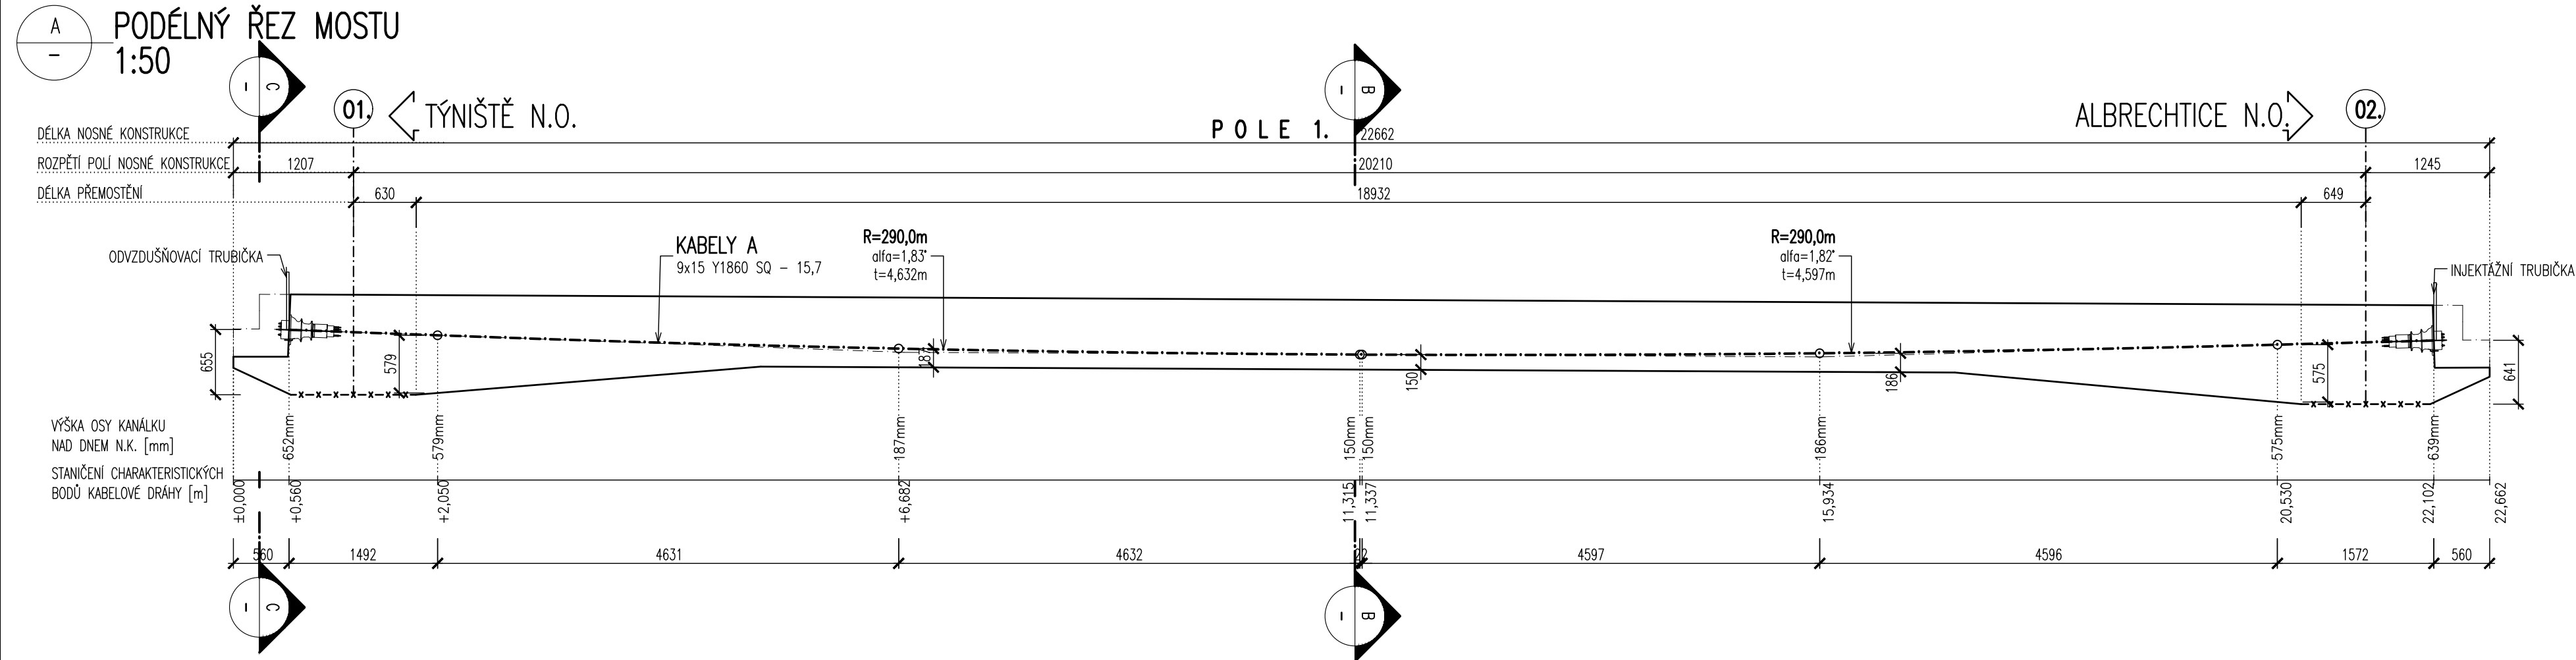 A
PODÉLNÝ ŘEZ MOSTU
–
1:50
C
–
B
–
01.
TÝNIŠTĚ N.O.
P O L E 1.
ALBRECHTICE N.O.
02.
DÉLKA NOSNÉ KONSTRUKCE
22662
ROZPĚTÍ POLÍ NOSNÉ KONSTRUKCE
1207
20210
1245
DÉLKA PŘEMOSTĚNÍ
630
18932
649
ODVZDUŠŇOVACÍ TRUBIČKA
KABELY A
9x15 Y1860 SQ – 15,7
R=290,0m
alfa=1,83°
t=4,632m
R=290,0m
alfa=1,82°
t=4,597m
INJEKTÁŽNÍ TRUBIČKA
655
579
187
150
186
575
641
VÝŠKA OSY KANÁLKU
NAD DNEM N.K. [mm]
652mm
579mm
187mm
150mm
150mm
186mm
575mm
639mm
STANIČENÍ CHARAKTERISTICKÝCH
BODŮ KABELOVÉ DRÁHY [m]
±0,000
+0,560
+2,050
+6,682
11,315
11,337
15,934
20,530
22,102
22,662
560
1492
4631
4632
22
4597
4596
1572
560
C
–
B
–